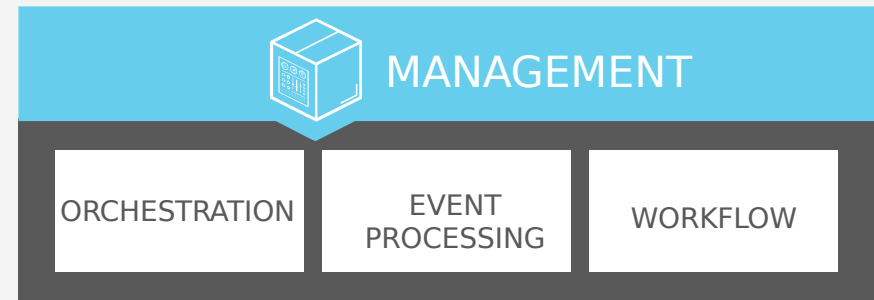 MANAGEMENT
ORCHESTRATION
EVENT
PROCESSING
WORKFLOW